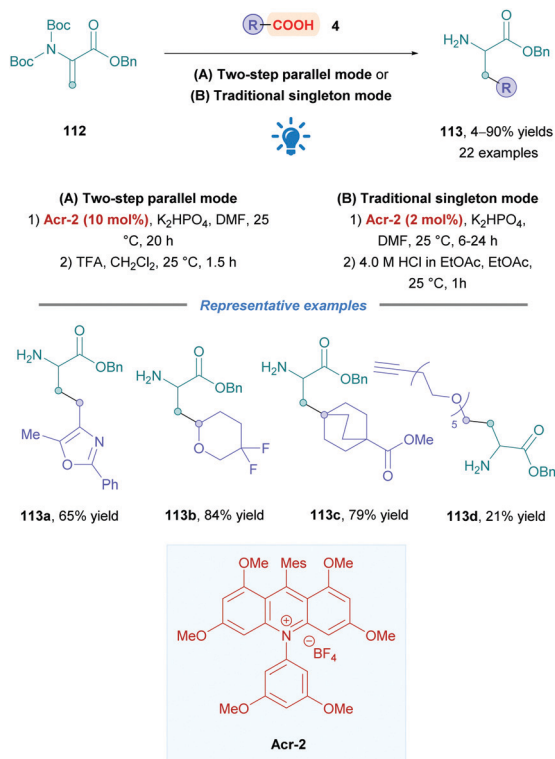 Boc
N
Boc
O
OBn
112
R COOH 4
(A) Two-step parallel mode or
(B) Traditional singleton mode
H2N
O
OBn
R
113, 4–90% yields
22 examples
(A) Two-step parallel mode
1) Acr-2 (10 mol%), K2HPO4, DMF, 25
°C, 20 h
2) TFA, CH2Cl2, 25 °C, 1.5 h
(B) Traditional singleton mode
1) Acr-2 (2 mol%), K2HPO4,
DMF, 25 °C, 6-24 h
2) 4.0 M HCl in EtOAc, EtOAc,
25 °C, 1h
Representative examples
H2N
O
OBn
Me
N
O
Ph
113a, 65% yield
H2N
O
OBn
O
F
F
113b, 84% yield
H2N
O
OBn
OMe
O
113c, 79% yield
O
5
O
H2N
OBn
113d, 21% yield
OMe Mes OMe
MeO N + OMe
− BF4
MeO OMe
Acr-2